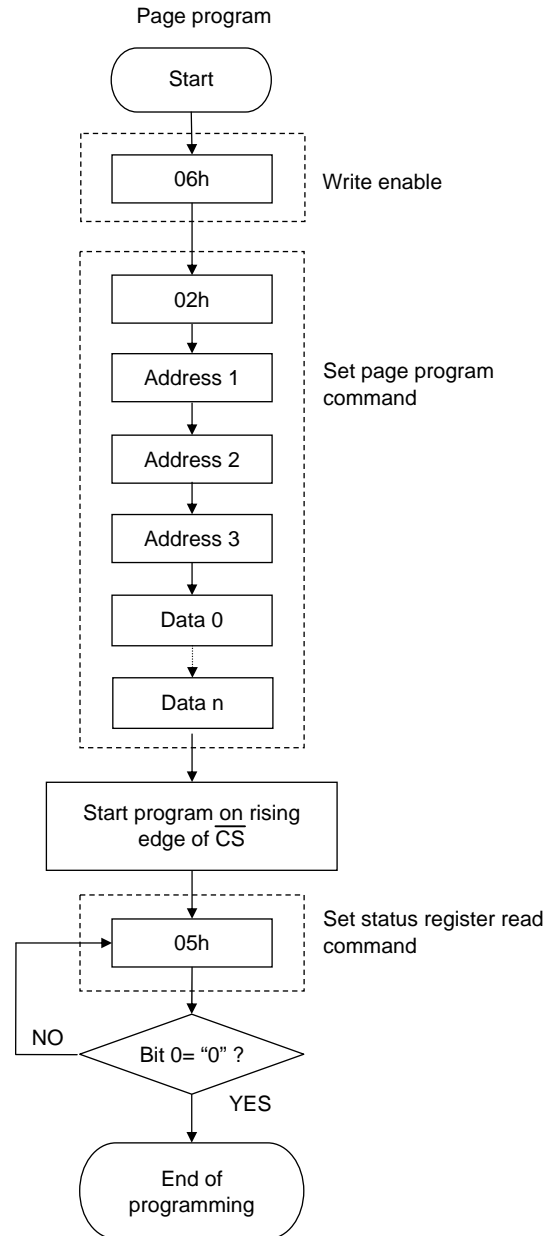 Page program
Start
06h
Write enable
02h
Address 1
Set page program
command
Address 2
Address 3
Data 0
Data n
Start program on rising
edge of C̅S̅
05h
Set status register read
command
NO
Bit 0= “0” ?
YES
End of
programming